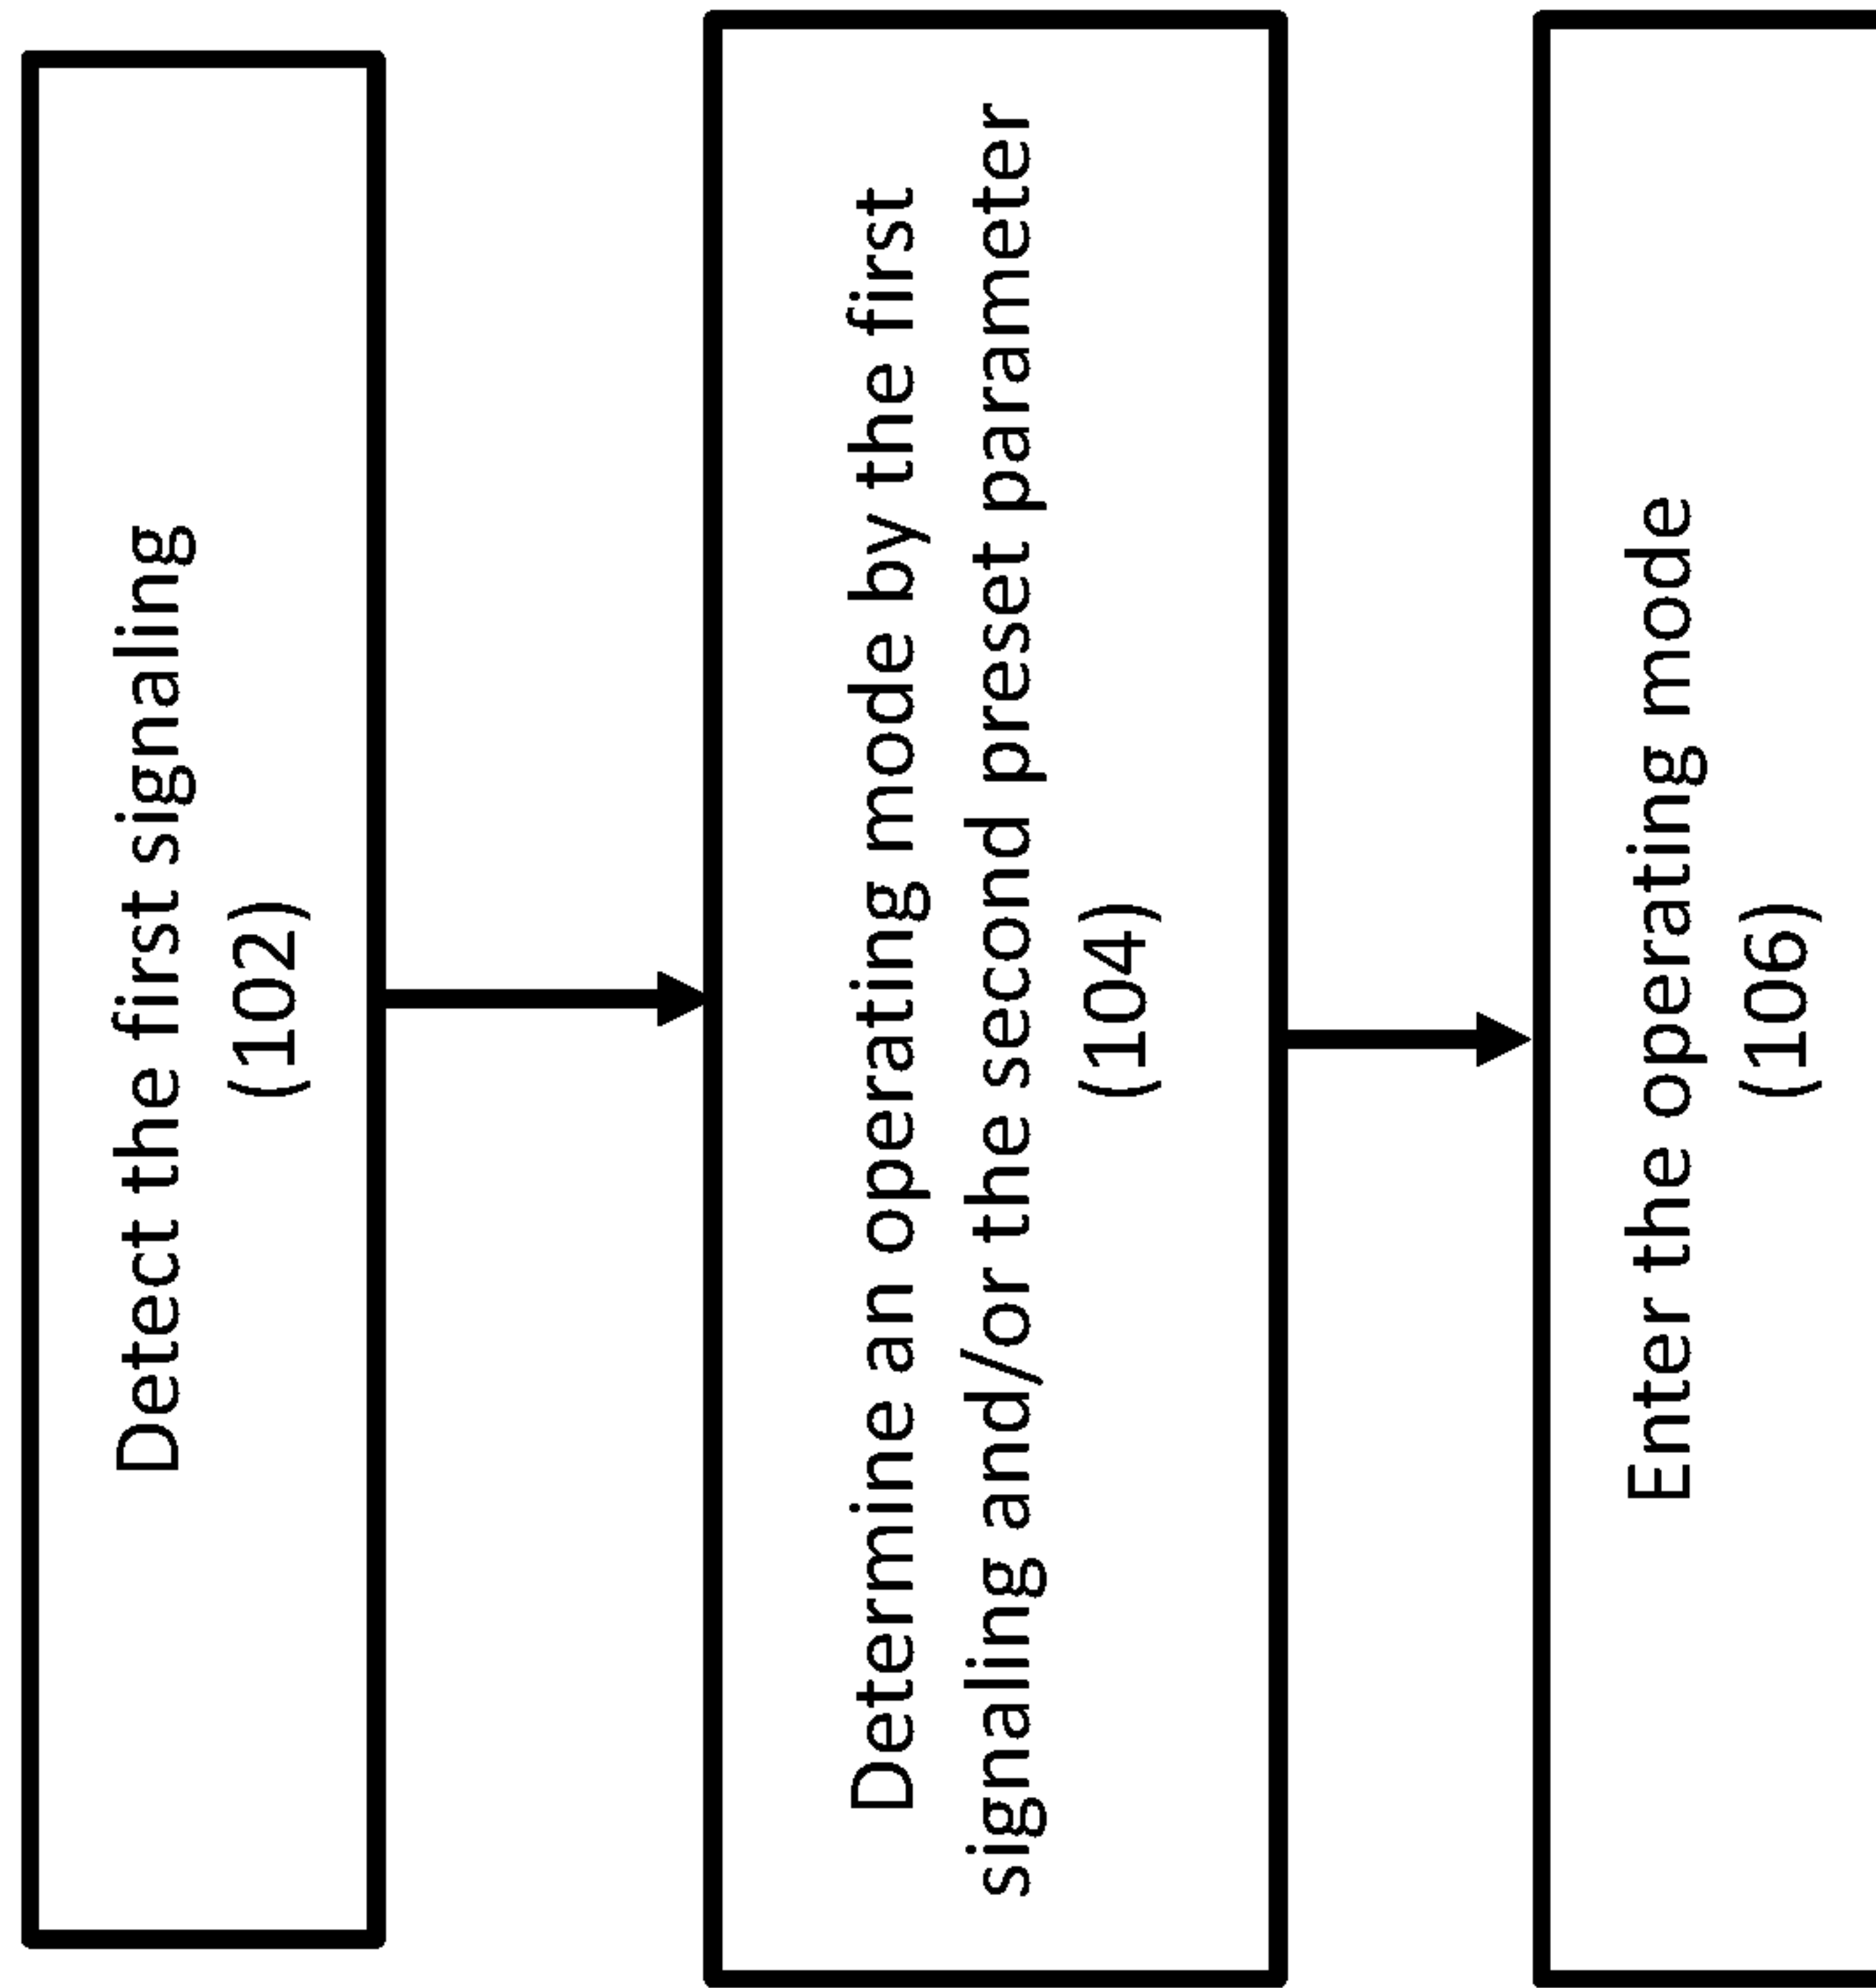 Detect the first signaling
(102)
Determine an operating mode by the first
signaling and/or the second preset parameter
(104)
Enter the operating mode
(106)